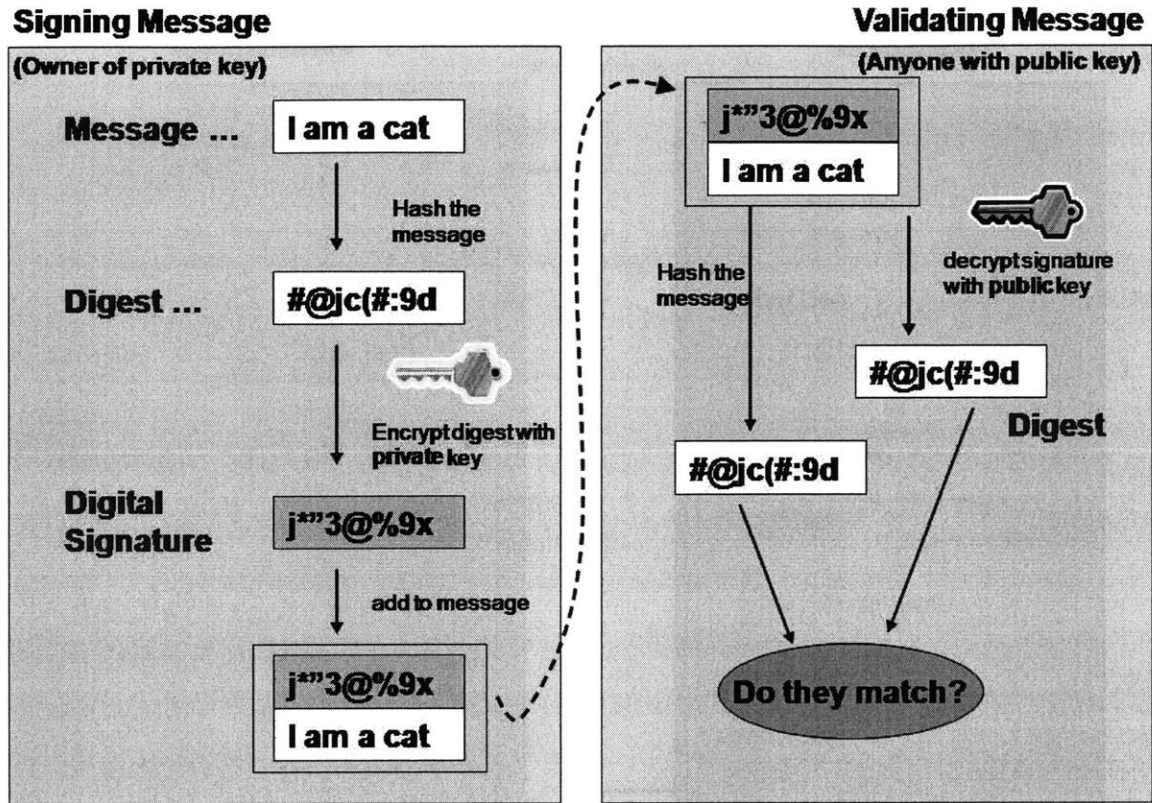 Signing Message
(Owner of private key)
Message ...
I am a cat
Hash the
message
Digest ...
#@jc(#:9d
Encrypt digest with
private key
Digital
Signature
j*”3@%9x
add to message
j*”3@%9x
I am a cat
Validating Message
(Anyone with public key)
j*”3@%9x
I am a cat
Hash the
message
decrypt signature
with public key
#@jc(#:9d
Digest
#@jc(#:9d
Do they match?